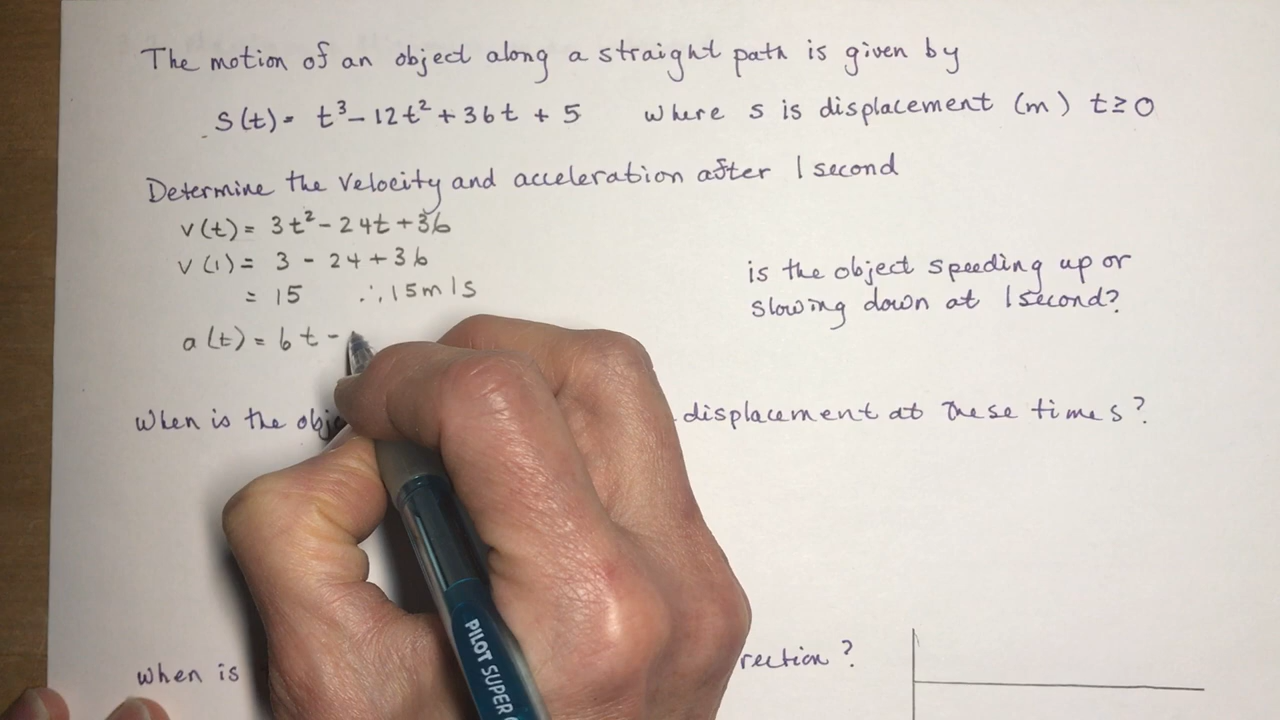 The motion of an object along a straight path is given by
s(t) = t³ - 12t² + 36t + 5 where s is displacement (m) t ≥ 0
Determine the velocity and acceleration after 1 second
v(t) = 3t² - 24t + 36
v(1) = 3 - 24 + 36
= 15 ∴ 15 m/s
a(t) = 6t -
is the object speeding up or
slowing down at 1 second?
when is the displacement at these times?
when is
PILOT SUPER